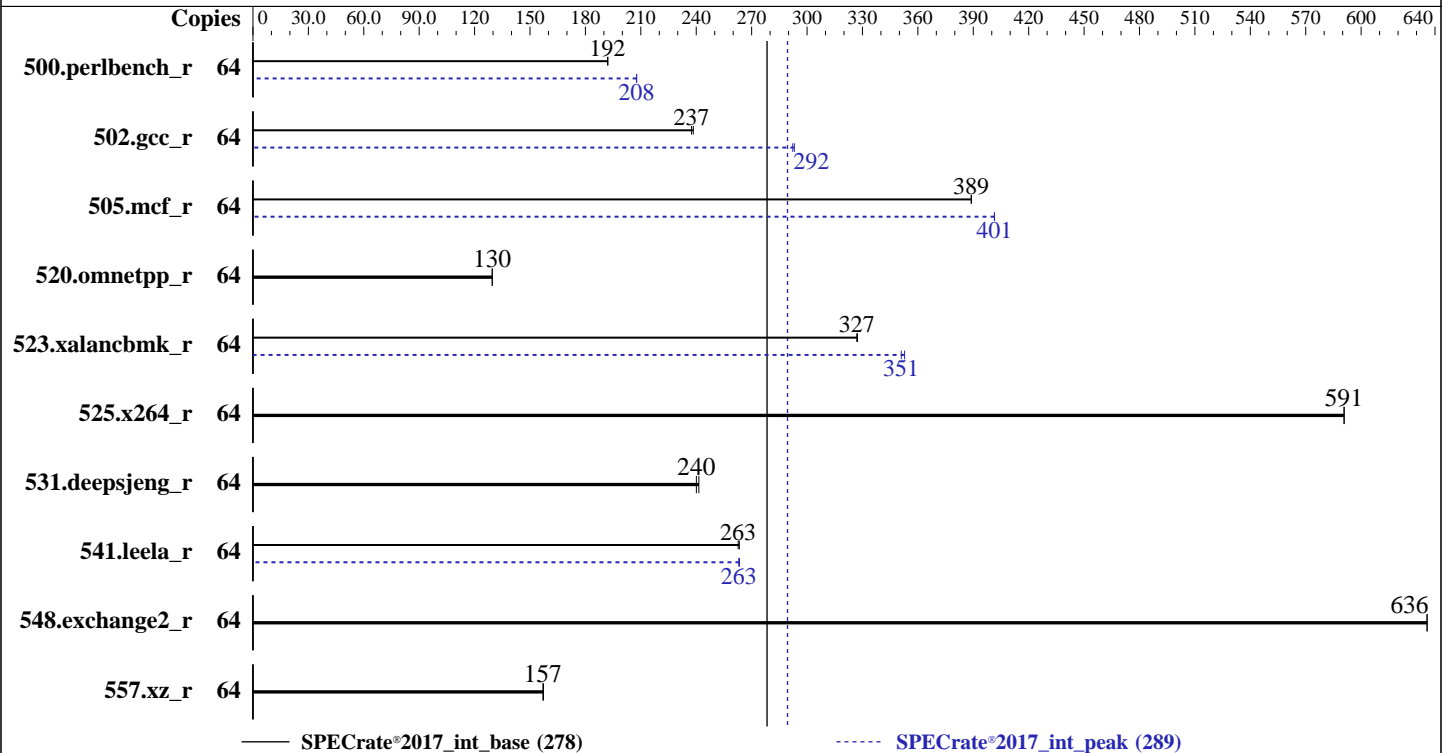 Copies 0 30.0 60.0 90.0 120 150 180 210 240 270 300 330 360 390 420 450 480 510 540 570 600 640
192
500.perlbench_r 64
208
237
502.gcc_r 64
292
389
505.mcf_r 64
401
130
520.omnetpp_r 64
327
523.xalancbmk_r 64
351
591
525.x264_r 64
240
531.deepsjeng_r 64
263
541.leela_r 64
263
636
548.exchange2_r 64
157
557.xz_r 64
SPECrate®2017_int_base (278) SPECrate®2017_int_peak (289)